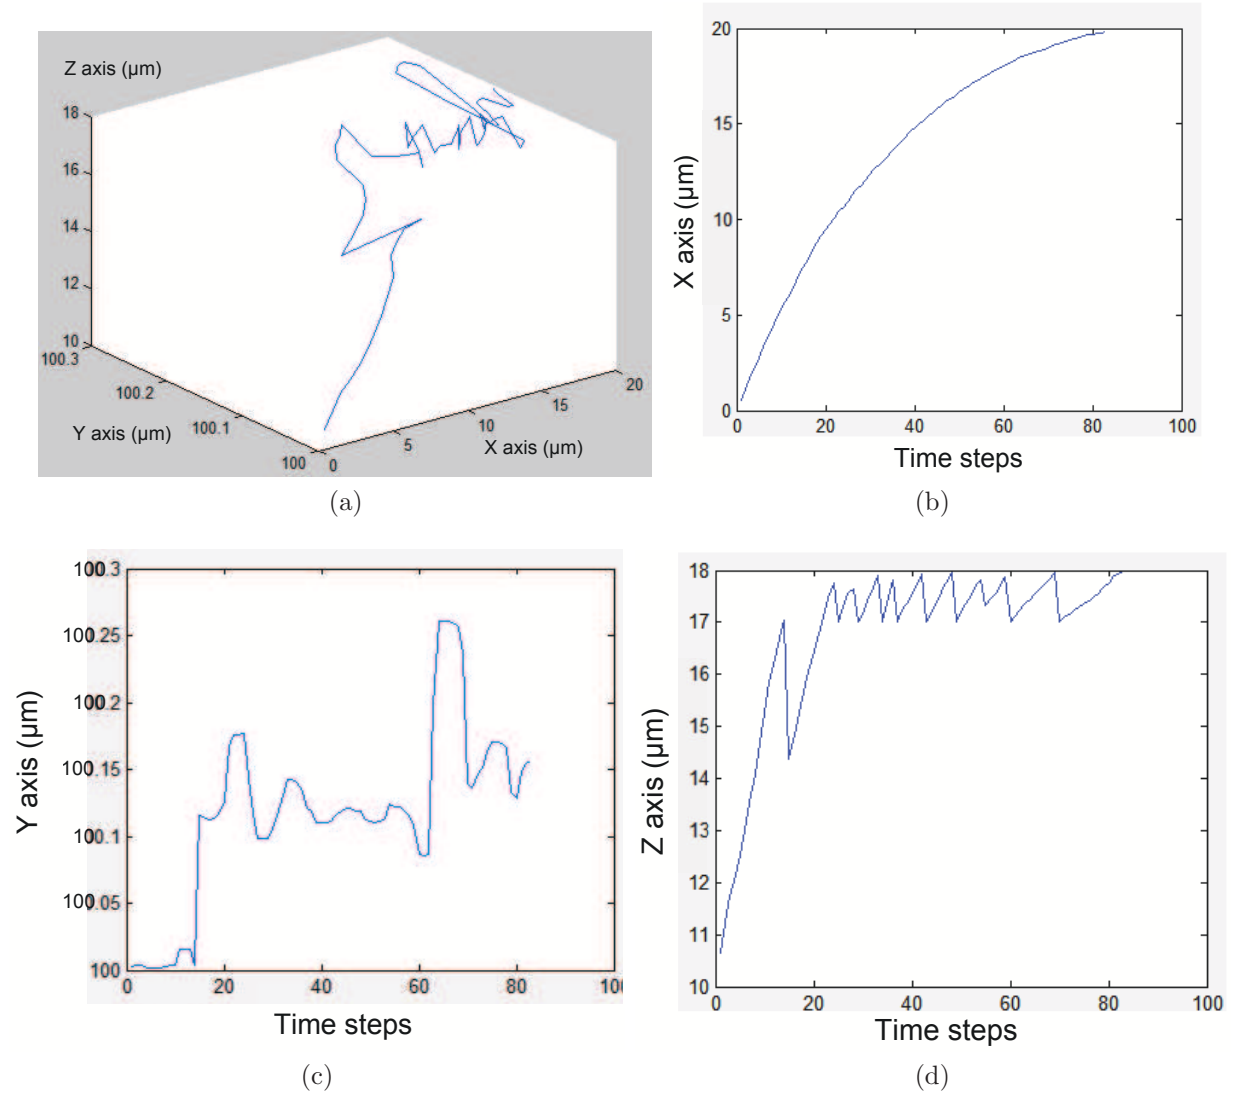 Z axis (µm)
18
16
14
12
10
100.3
100.2
100.1
100
Y axis (µm)
0
5
10
15
20
X axis (µm)
(a)
20
15
10
5
0
X axis (µm)
0 20 40 60 80 100
Time steps
(b)
100.3
100.25
100.2
100.15
100.1
100.05
100
Y axis (µm)
0 20 40 60 80 10
Time steps
(c)
18
17
16
15
14
13
12
11
10
Z axis (µm)
0 20 40 60 80 100
Time steps
(d)